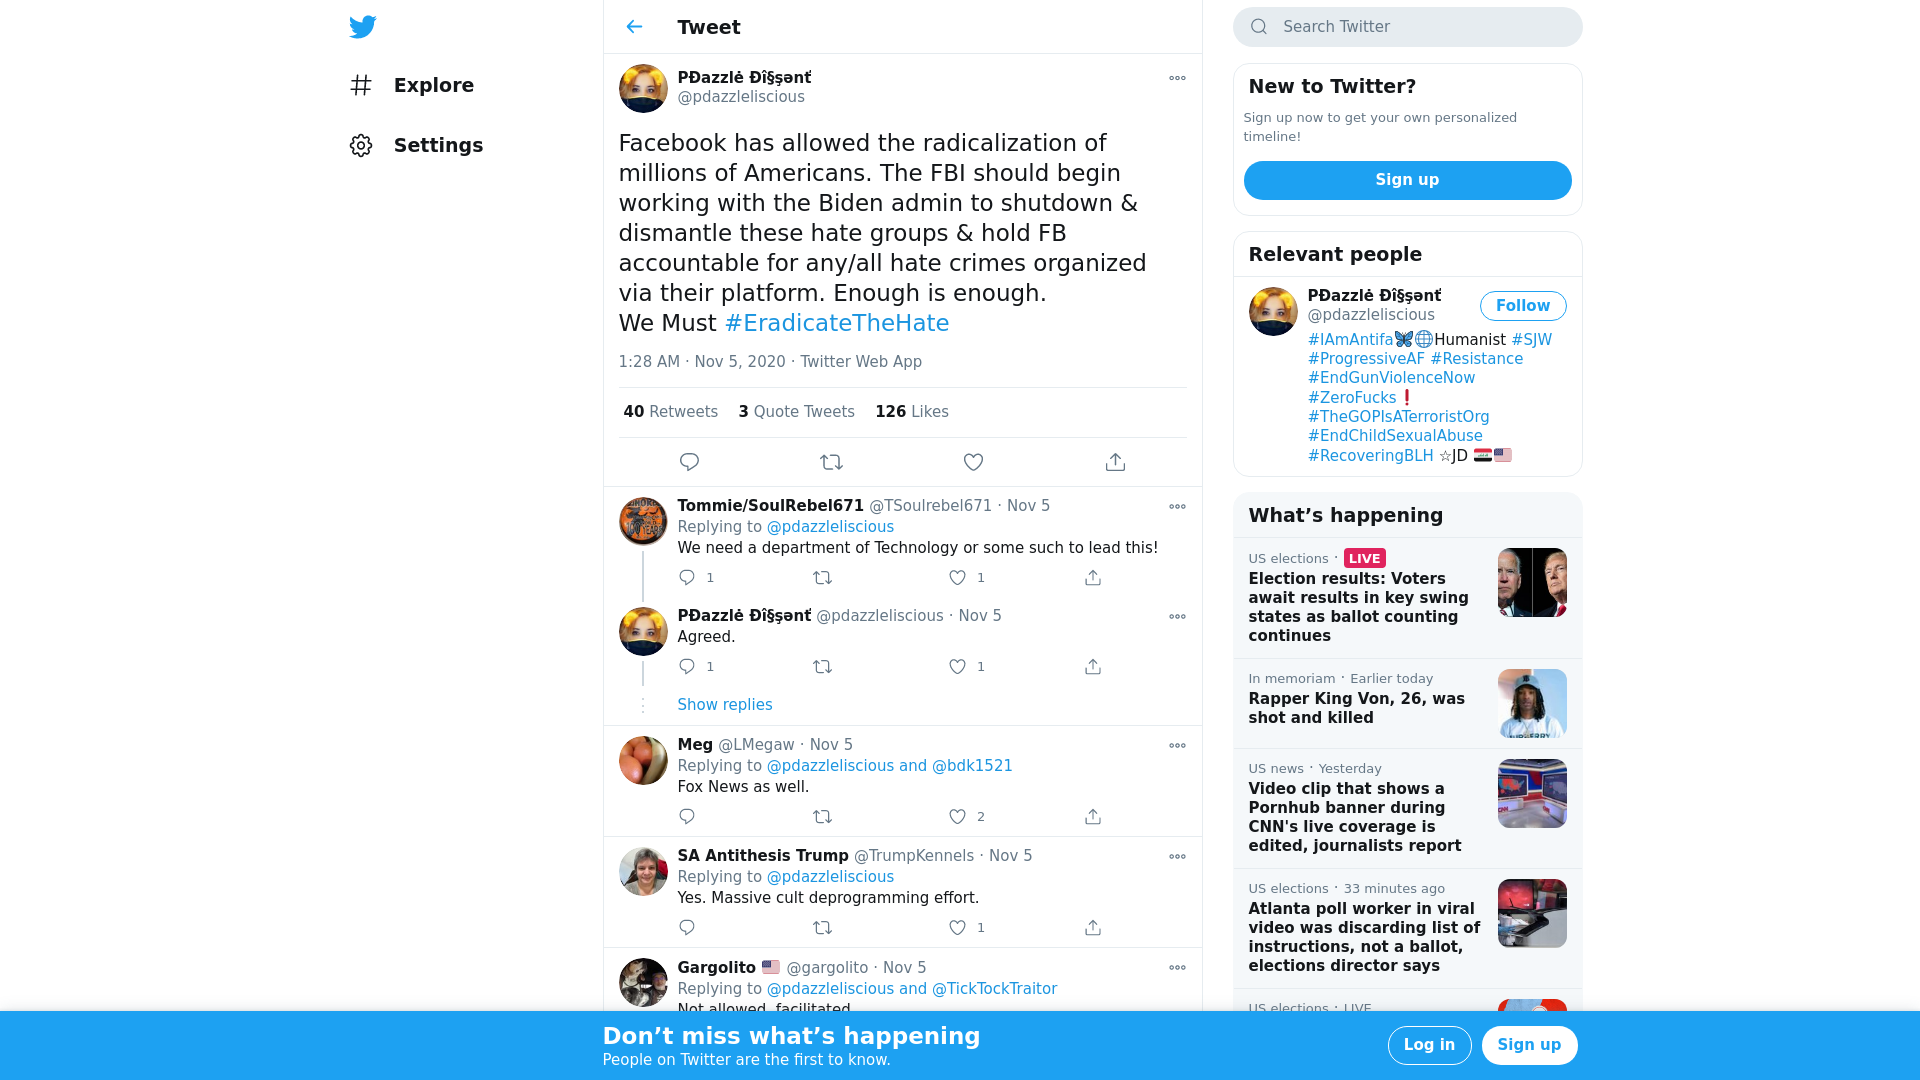 Explore
Settings
Tweet
PÐazzlė Ðî§şənť
@pdazzleliscious
Facebook has allowed the radicalization of
millions of Americans. The FBI should begin
working with the Biden admin to shutdown &
dismantle these hate groups & hold FB
accountable for any/all hate crimes organized
via their platform. Enough is enough.
We Must #EradicateTheHate
1:28 AM · Nov 5, 2020 · Twitter Web App
40 Retweets 3 Quote Tweets 126 Likes
Tommie/SoulRebel671 @TSoulrebel671 · Nov 5
Replying to @pdazzleliscious
We need a department of Technology or some such to lead this!
1 1
PÐazzlė Ðî§şənť @pdazzleliscious · Nov 5
Agreed.
1 1
Show replies
Meg @LMegaw · Nov 5
Replying to @pdazzleliscious and @bdk1521
Fox News as well.
2
SA Antithesis Trump @TrumpKennels · Nov 5
Replying to @pdazzleliscious
Yes. Massive cult deprogramming effort.
1
Gargolito 🇺🇸 @gargolito · Nov 5
Replying to @pdazzleliscious and @TickTockTraitor
Not allowed, facilitated
Search Twitter
New to Twitter?
Sign up now to get your own personalized
timeline!
Sign up
Relevant people
PÐazzlė Ðî§şənť
@pdazzleliscious
Follow
#IAmAntifa🦋🌐Humanist #SJW
#ProgressiveAF #Resistance
#EndGunViolenceNow
#ZeroFucks❗
#TheGOPIsATerroristOrg
#EndChildSexualAbuse
#RecoveringBLH ☆JD 🇮🇶🇺🇸
What's happening
US elections · LIVE
Election results: Voters
await results in key swing
states as ballot counting
continues
In memoriam · Earlier today
Rapper King Von, 26, was
shot and killed
US news · Yesterday
Video clip that shows a
Pornhub banner during
CNN's live coverage is
edited, journalists report
US elections · 33 minutes ago
Atlanta poll worker in viral
video was discarding list of
instructions, not a ballot,
elections director says
US elections · LIVE
Don't miss what's happening
People on Twitter are the first to know.
Log in
Sign up